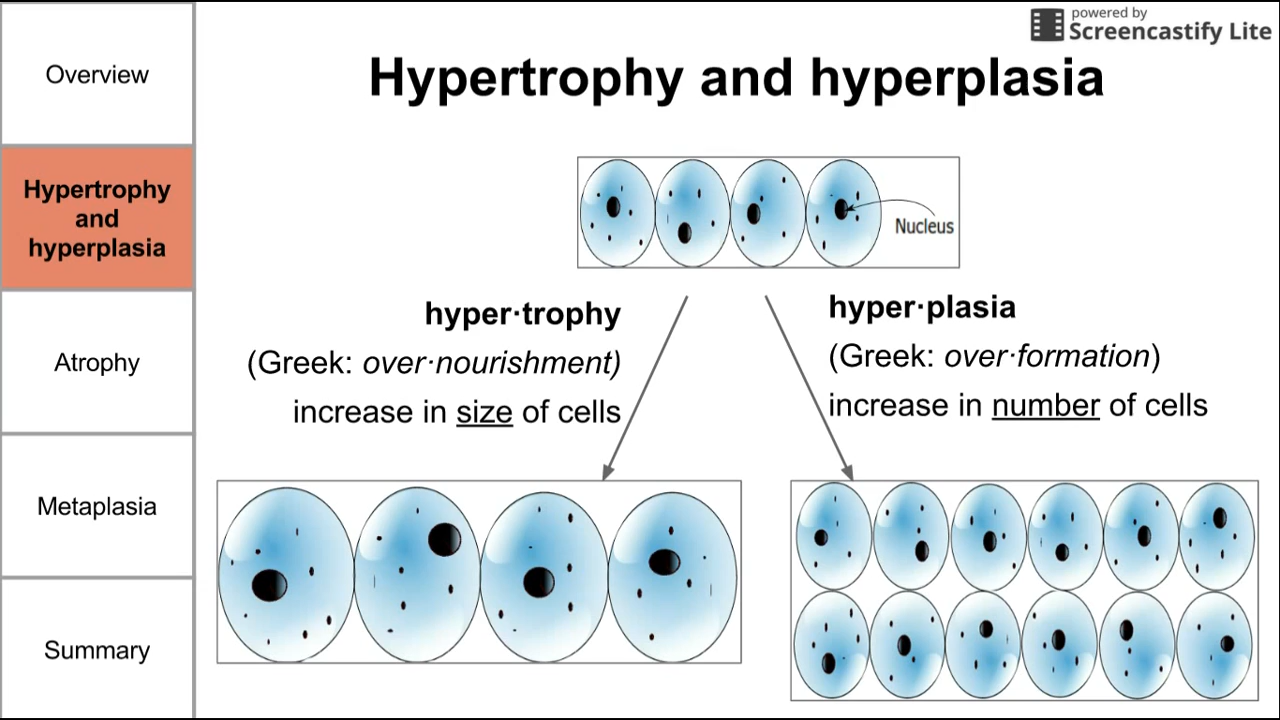 powered by
Screencastify Lite
Overview
Hypertrophy
and
hyperplasia
Atrophy
Metaplasia
Summary
Hypertrophy and hyperplasia
Nucleus
hyper·trophy
(Greek: over·nourishment)
increase in size of cells
hyper·plasia
(Greek: over·formation)
increase in number of cells